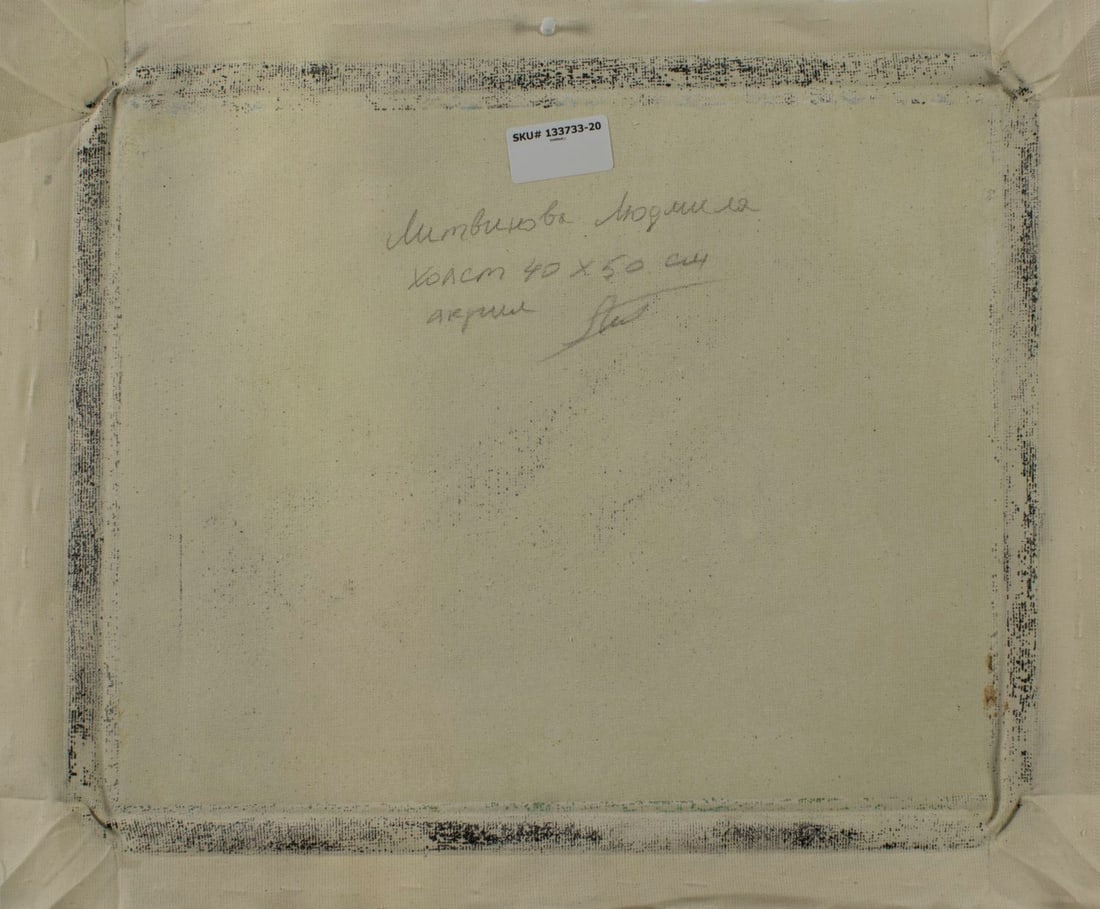 SKU# 133733-20
Литвинова Людмила
холст 40 х 50 см
акрил